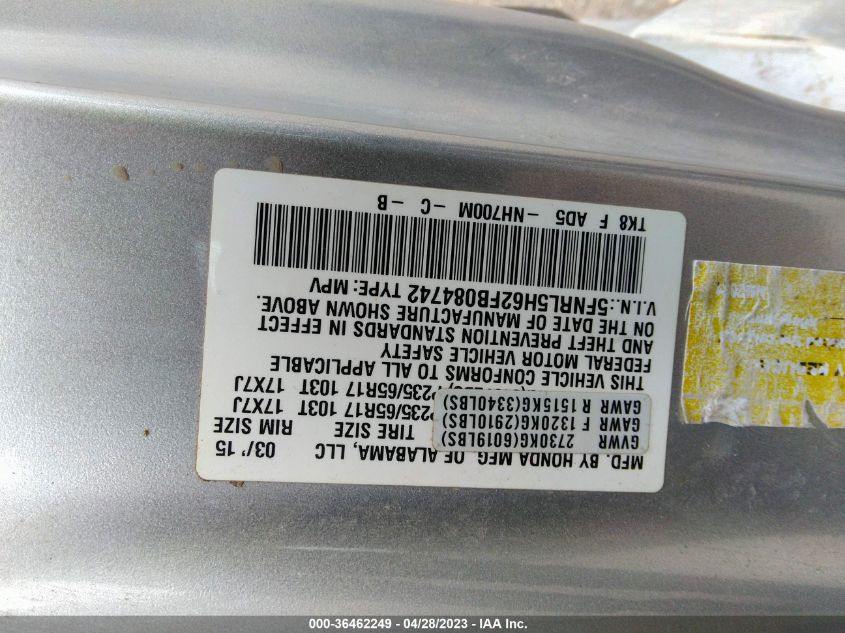 MFD. BY HONDA MFG. OF ALABAMA, LLC 03/'15
GVWR 2730KG(6019LBS) TIRE SIZE RIM SIZE
GAWR F 1320KG(2910LBS) P235/65R17 103T 17X7J
GAWR R 1515KG(3340LBS) P235/65R17 103T 17X7J
THIS VEHICLE CONFORMS TO ALL APPLICABLE
FEDERAL MOTOR VEHICLE SAFETY
AND THEFT PREVENTION STANDARDS IN EFFECT
ON THE DATE OF MANUFACTURE SHOWN ABOVE.
V.I.N.:5FNRL5H62FB084742 TYPE: MPV
TK8 F AD5 -NH700M -C -B
000-36462249 - 04/28/2023 - IAA Inc.